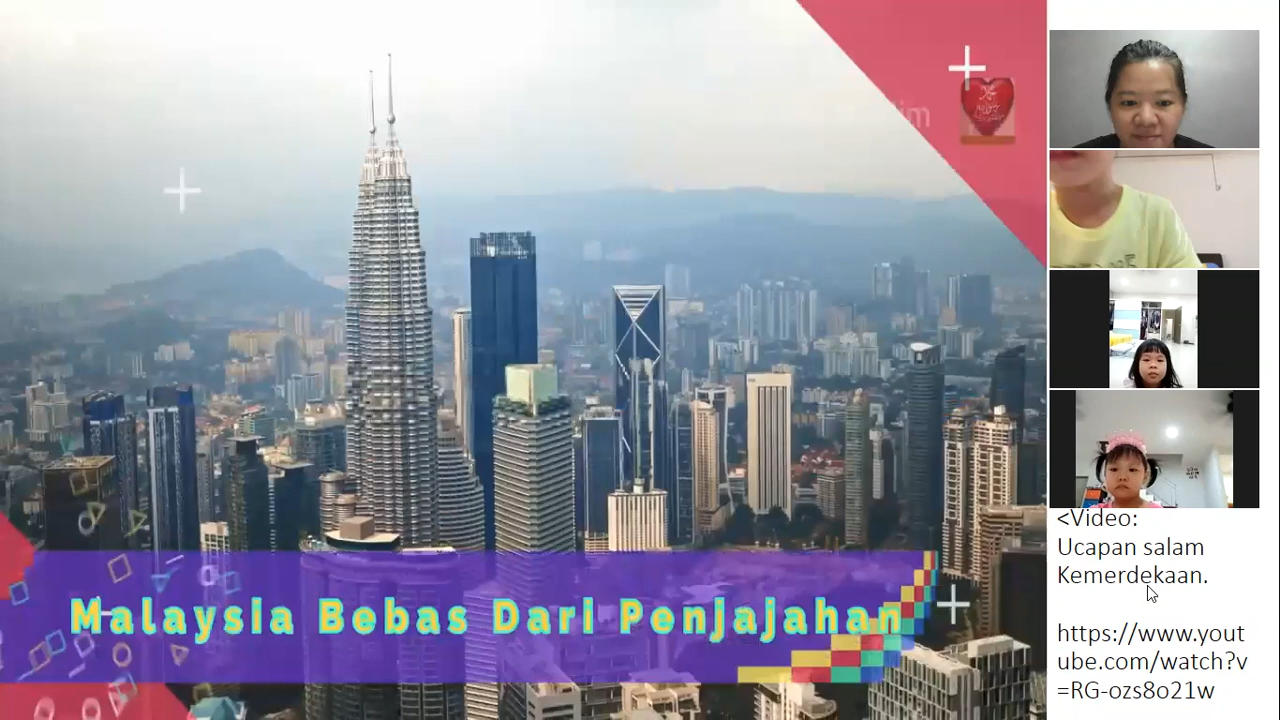 Malaysia Bebas Dari Penjajahan
<Video:
Ucapan salam
Kemerdekaan.
https://www.yout
ube.com/watch?v
=RG-ozs8o21w